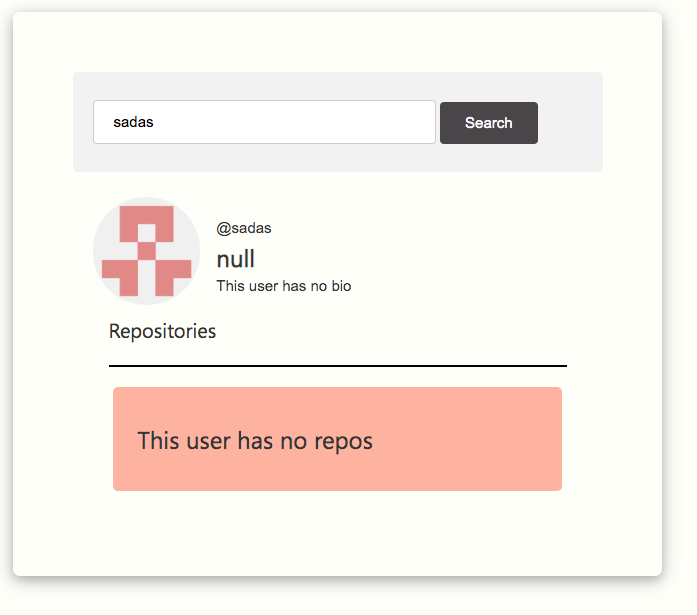 sadas
Search
@sadas
null
This user has no bio
Repositories
This user has no repos